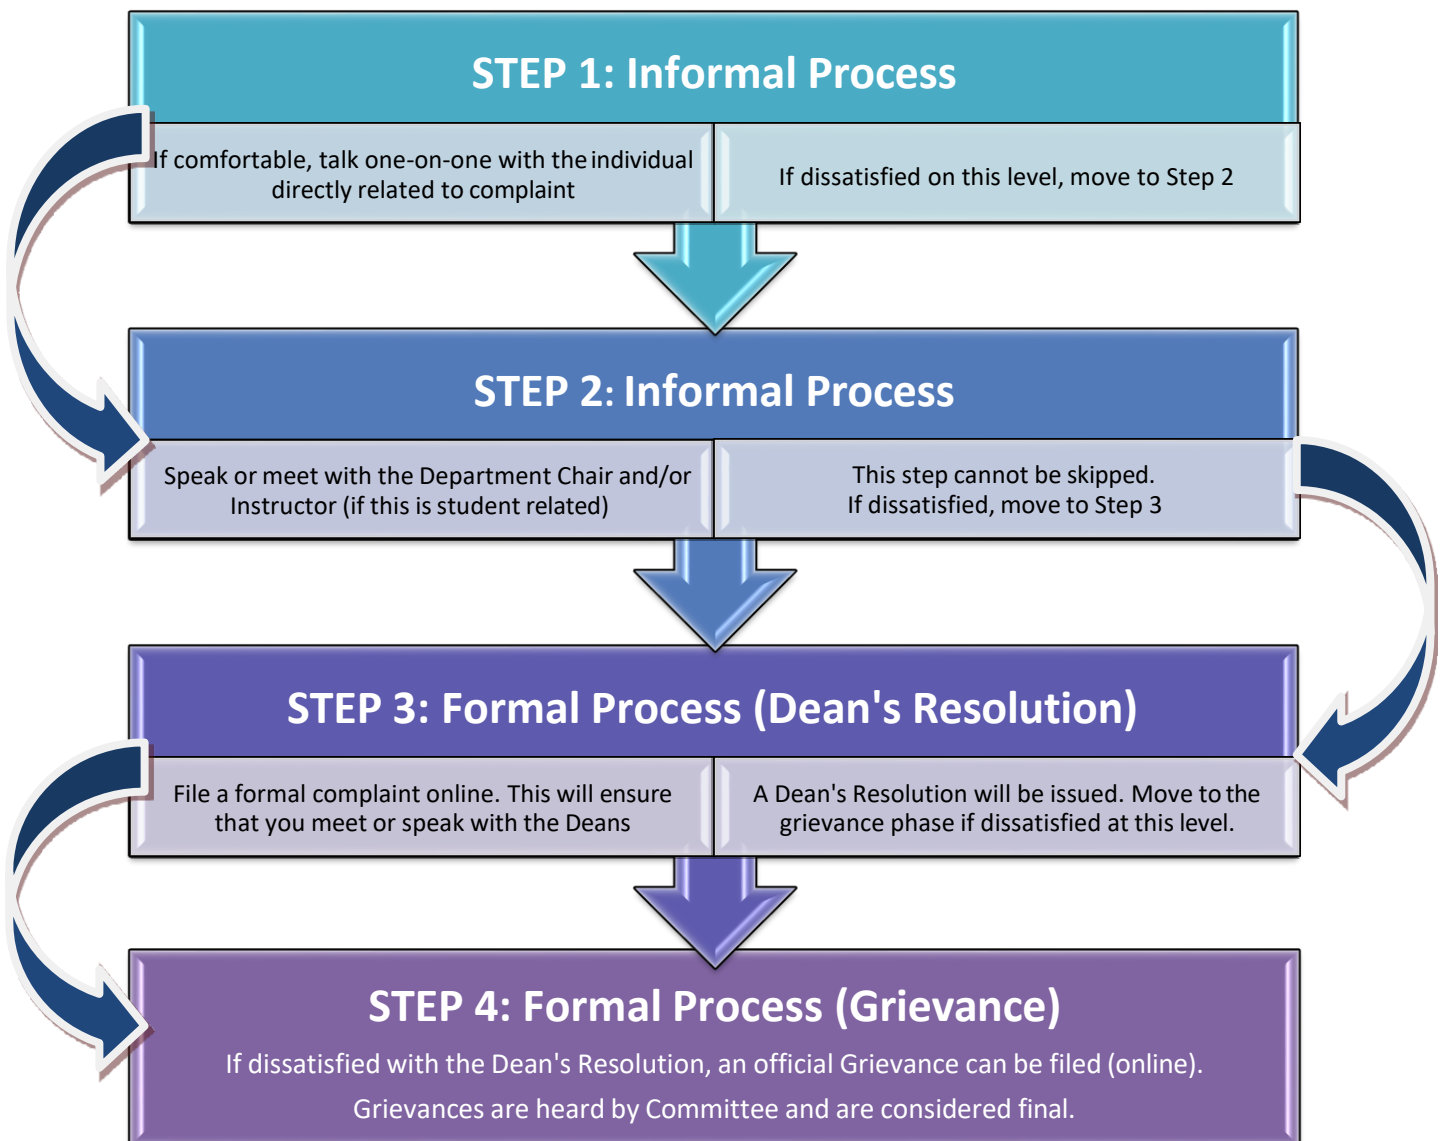 STEP 1: Informal Process
If comfortable, talk one-on-one with the individual
directly related to complaint
If dissatisfied on this level, move to Step 2
STEP 2: Informal Process
Speak or meet with the Department Chair and/or
Instructor (if this is student related)
This step cannot be skipped.
If dissatisfied, move to Step 3
STEP 3: Formal Process (Dean's Resolution)
File a formal complaint online. This will ensure
that you meet or speak with the Deans
A Dean's Resolution will be issued. Move to the
grievance phase if dissatisfied at this level.
STEP 4: Formal Process (Grievance)
If dissatisfied with the Dean's Resolution, an official Grievance can be filed (online).
Grievances are heard by Committee and are considered final.